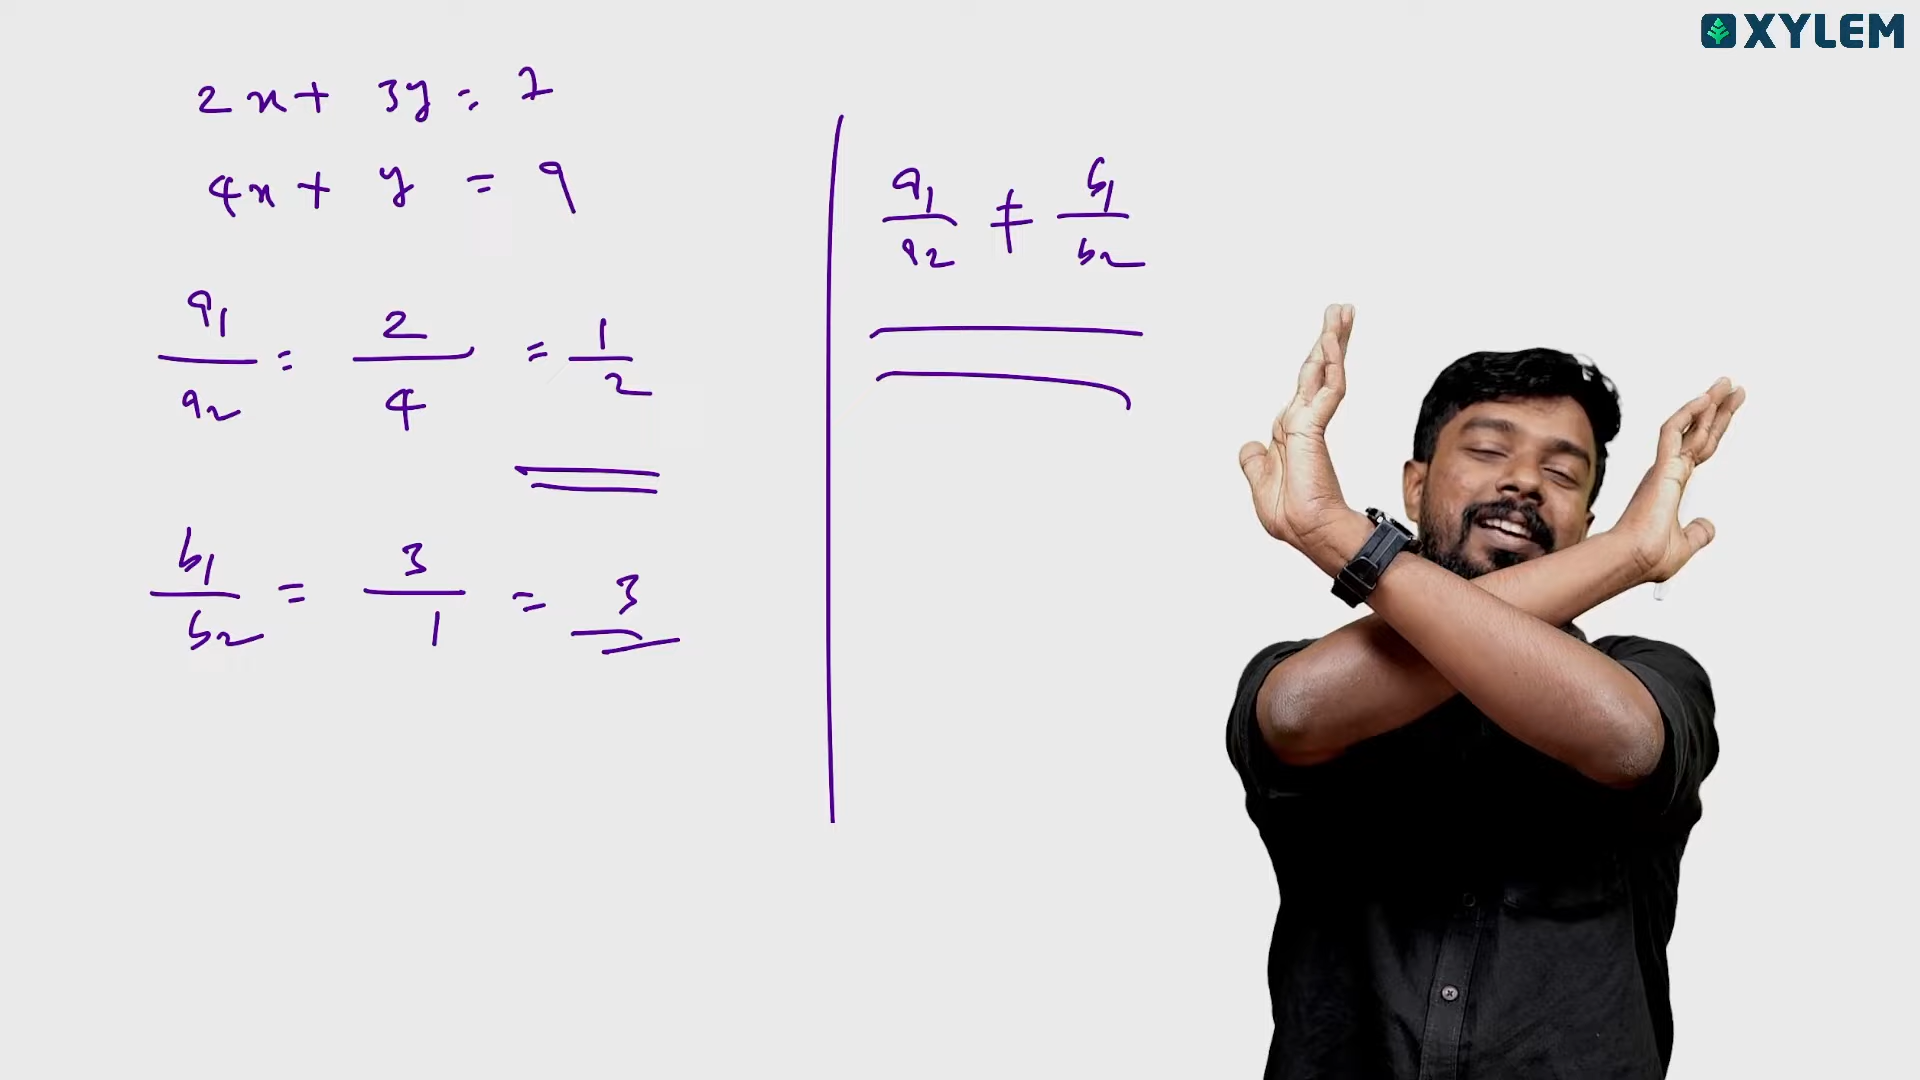 XYLEM
2x + 3y = 7
4x + y = 9
a1/a2 = 2/4 = 1/2
b1/b2 = 3/1 = 3
a1/a2 ≠ b1/b2